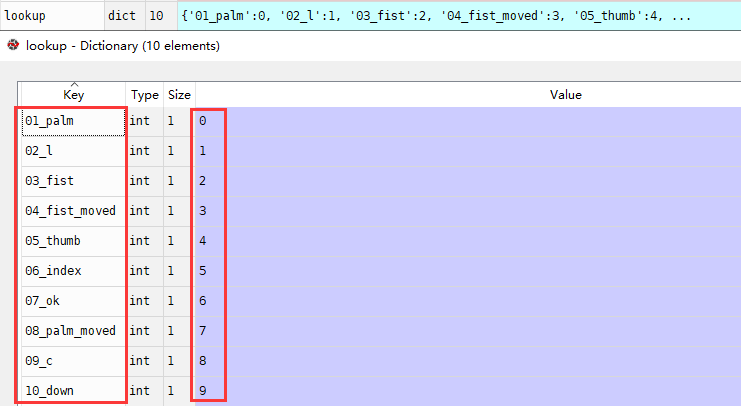 lookup dict 10 {'01_palm':0, '02_l':1, '03_fist':2, '04_fist_moved':3, '05_thumb':4, ...
lookup - Dictionary (10 elements)
Key Type Size Value
01_palm int 1 0
02_l int 1 1
03_fist int 1 2
04_fist_moved int 1 3
05_thumb int 1 4
06_index int 1 5
07_ok int 1 6
08_palm_moved int 1 7
09_c int 1 8
10_down int 1 9